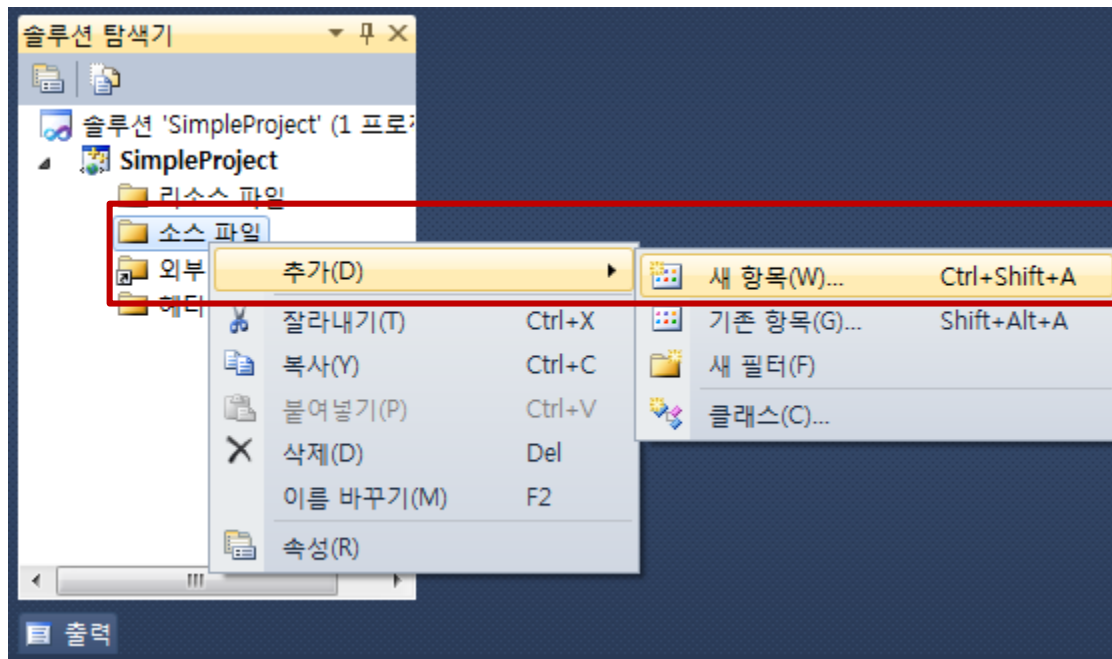 솔루션 탐색기
솔루션 'SimpleProject' (1 프로
SimpleProject
리소스 파일
소스 파일
외부
헤더
추가(D)
잘라내기(T) Ctrl+X
복사(Y) Ctrl+C
붙여넣기(P) Ctrl+V
삭제(D) Del
이름 바꾸기(M) F2
속성(R)
새 항목(W)... Ctrl+Shift+A
기존 항목(G)... Shift+Alt+A
새 필터(F)
클래스(C)...
출력